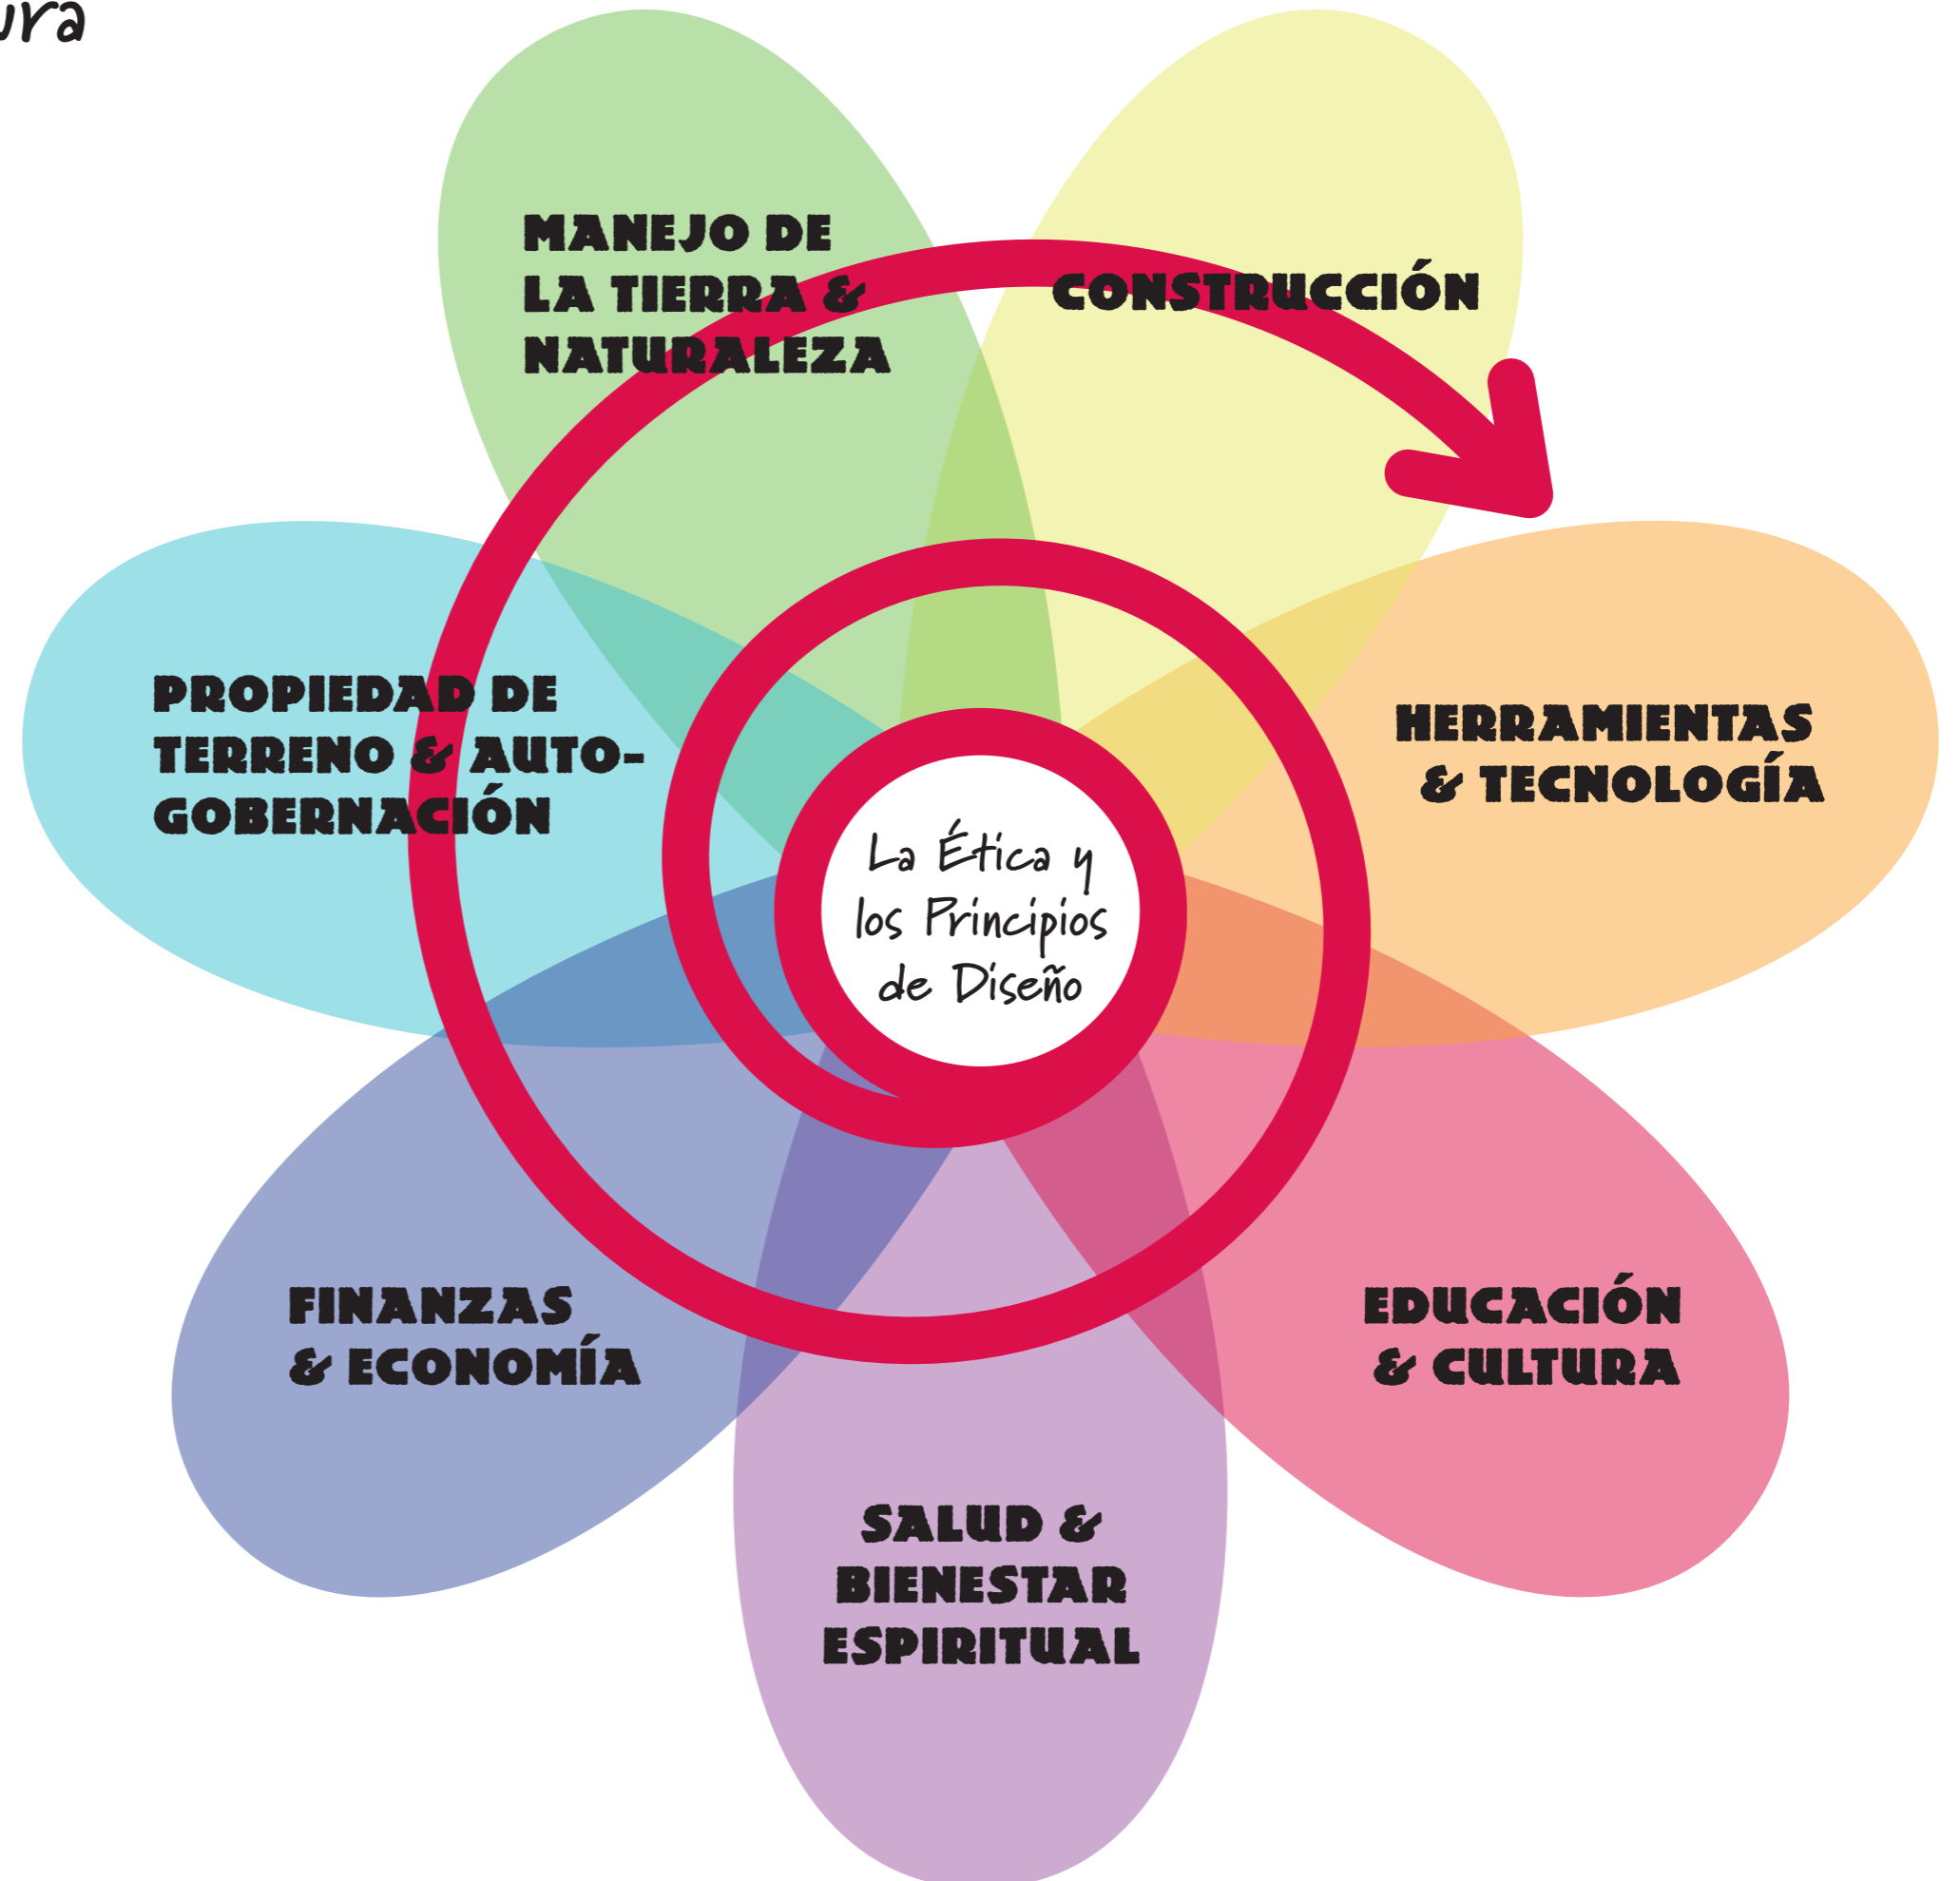 MANEJO DE
LA TIERRA &
NATURALEZA
CONSTRUCCIÓN
PROPIEDAD DE
TERRENO & AUTO-
GOBERNACIÓN
HERRAMIENTAS
& TECNOLOGÍA
La Ética y
los Principios
de Diseño
FINANZAS
& ECONOMÍA
EDUCACIÓN
& CULTURA
SALUD &
BIENESTAR
ESPIRITUAL